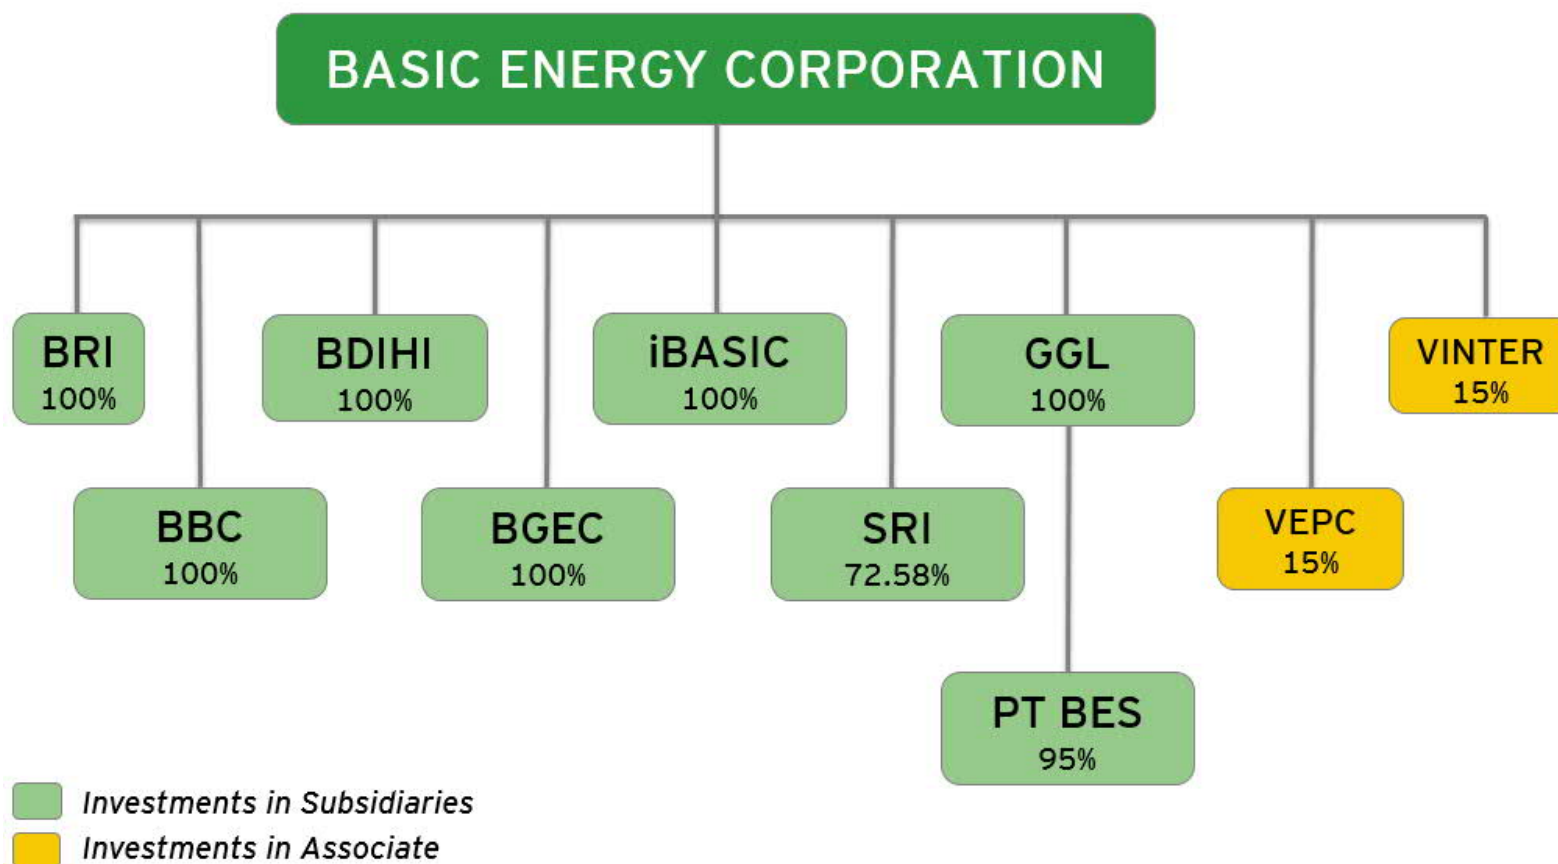 BASIC ENERGY CORPORATION
BRI
100%
BDIHI
100%
iBASIC
100%
GGL
100%
VINTER
15%
BBC
100%
BGEC
100%
SRI
72.58%
VEPC
15%
PT BES
95%
Investments in Subsidiaries
Investments in Associate